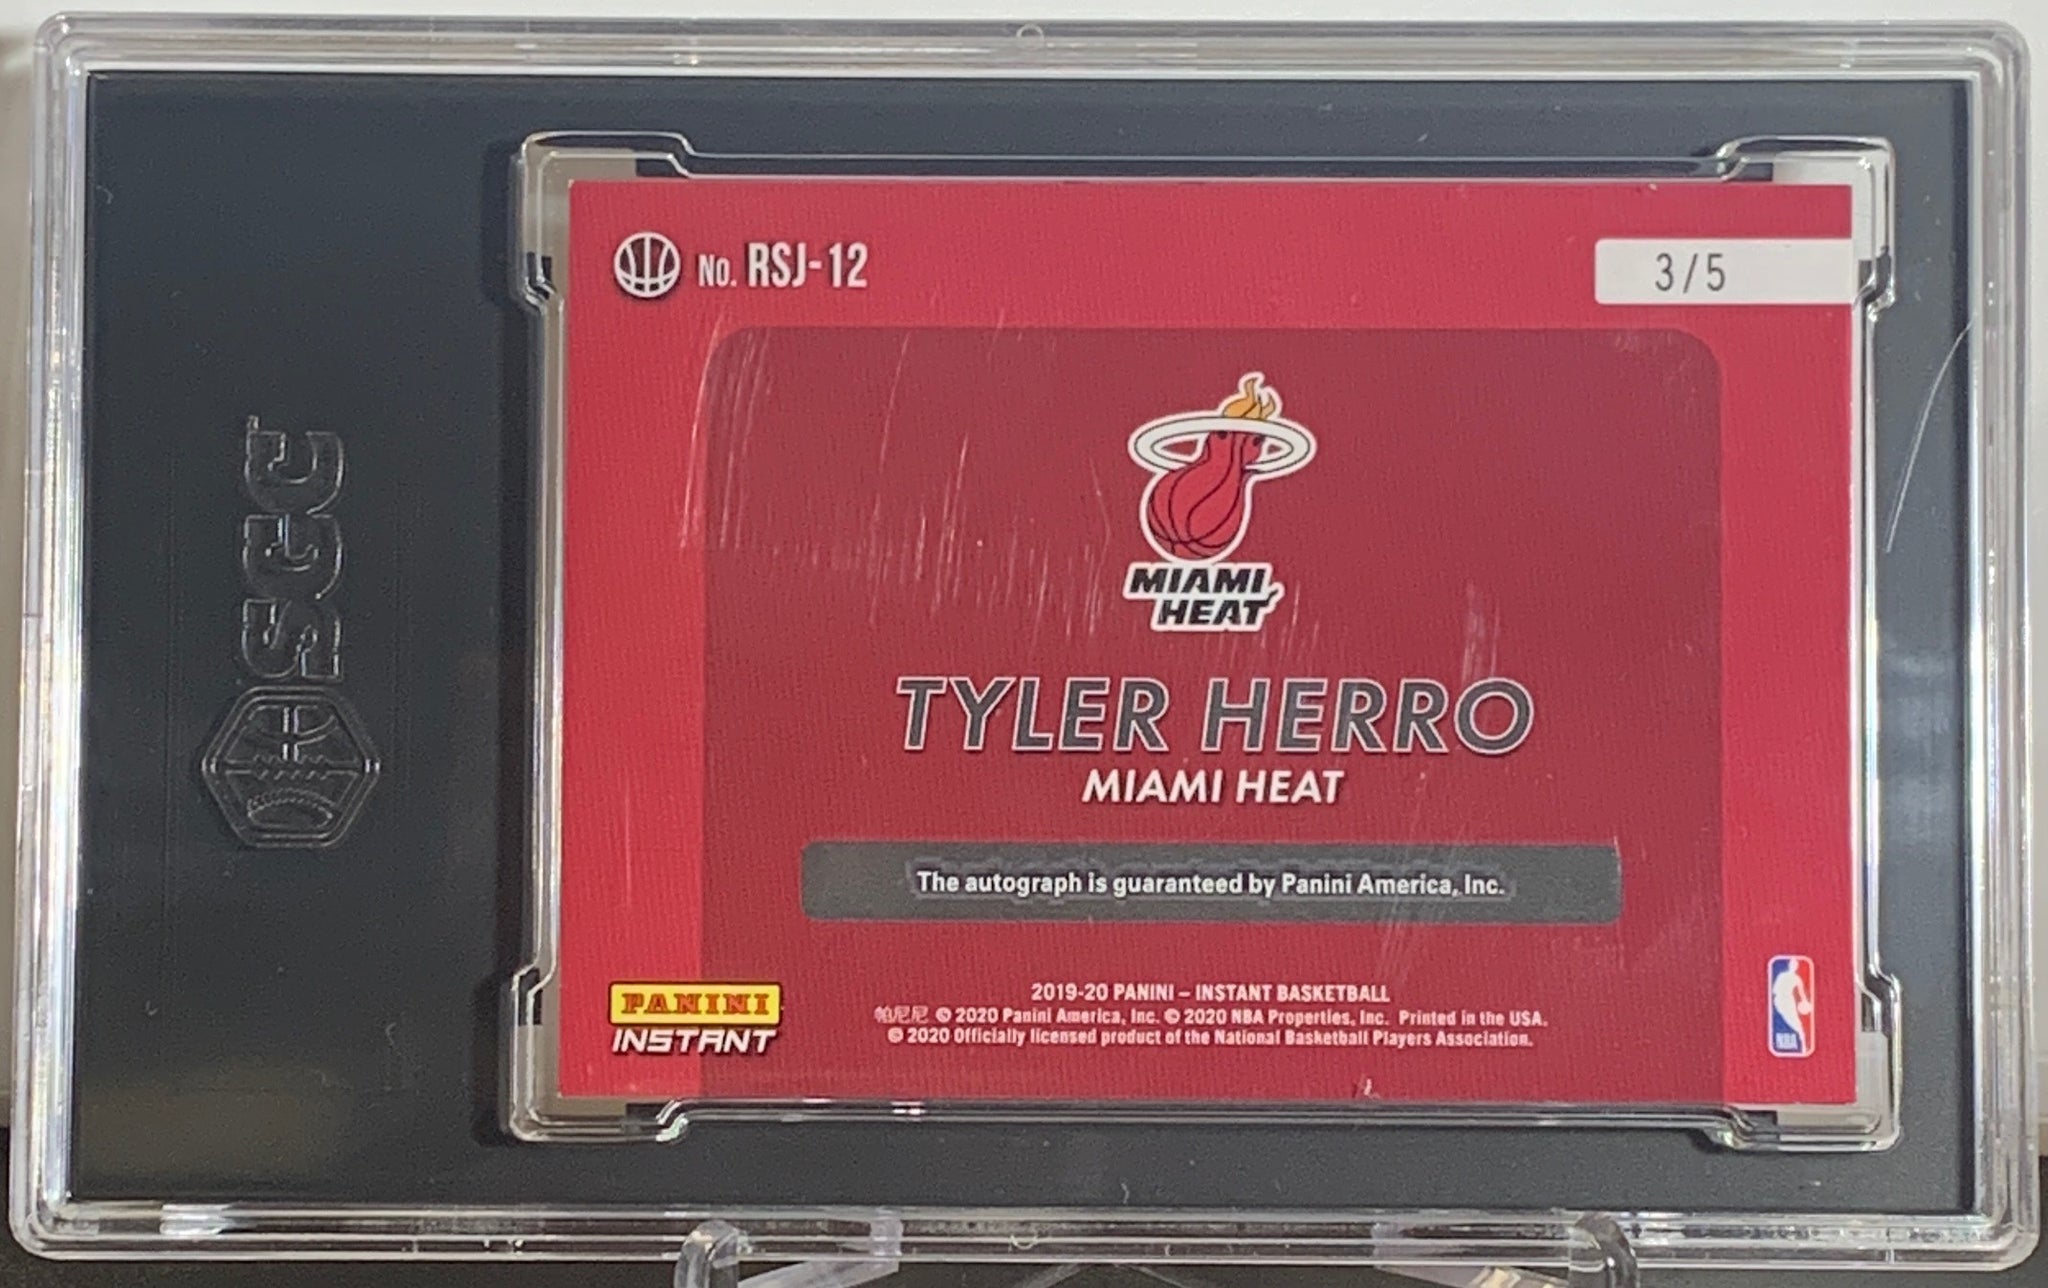 SGC
No. RSJ-12
3/5
MIAMI
HEAT
TYLER HERRO
MIAMI HEAT
The autograph is guaranteed by Panini America, Inc.
PANINI
INSTANT
2019-20 PANINI – INSTANT BASKETBALL
帕尼尼 © 2020 Panini America, Inc. © 2020 NBA Properties, Inc. Printed in the USA.
© 2020 Officially licensed product of the National Basketball Players Association.
NBA